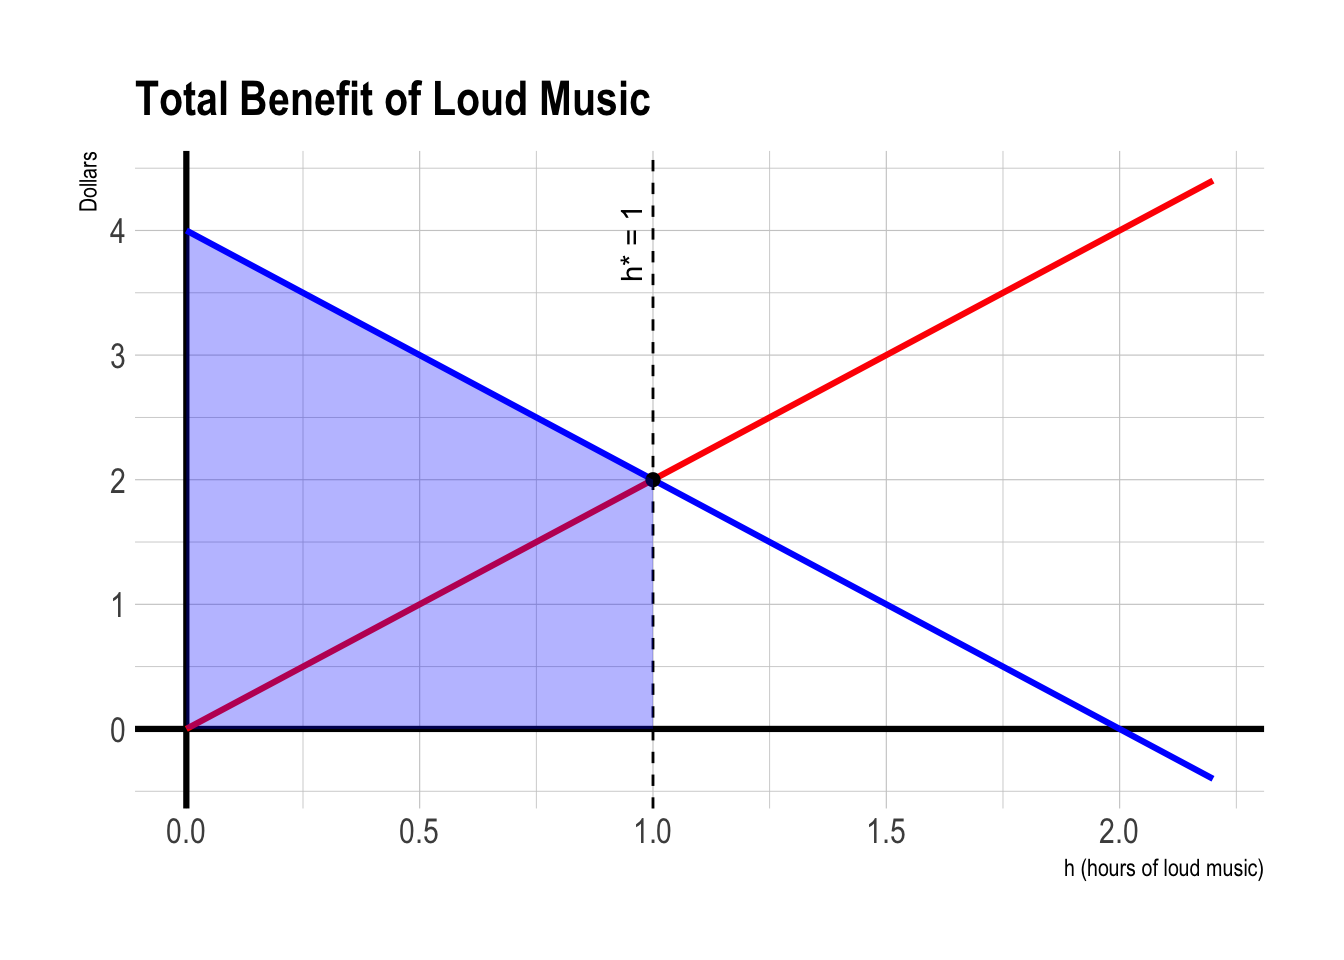 Total Benefit of Loud Music
Dollars
4
3
2
1
0
h* = 1
0.0 0.5 1.0 1.5 2.0
h (hours of loud music)